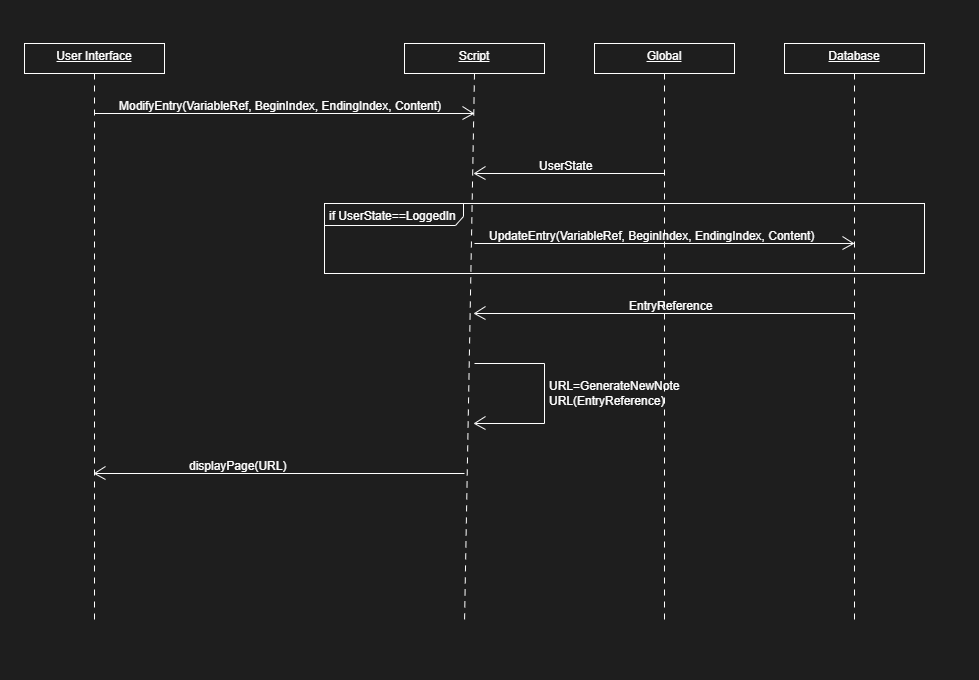 User Interface
Script
Global
Database
ModifyEntry(VariableRef, BeginIndex, EndingIndex, Content)
UserState
if UserState==LoggedIn
UpdateEntry(VariableRef, BeginIndex, EndingIndex, Content)
EntryReference
URL=GenerateNewNote
URL(EntryReference)
displayPage(URL)